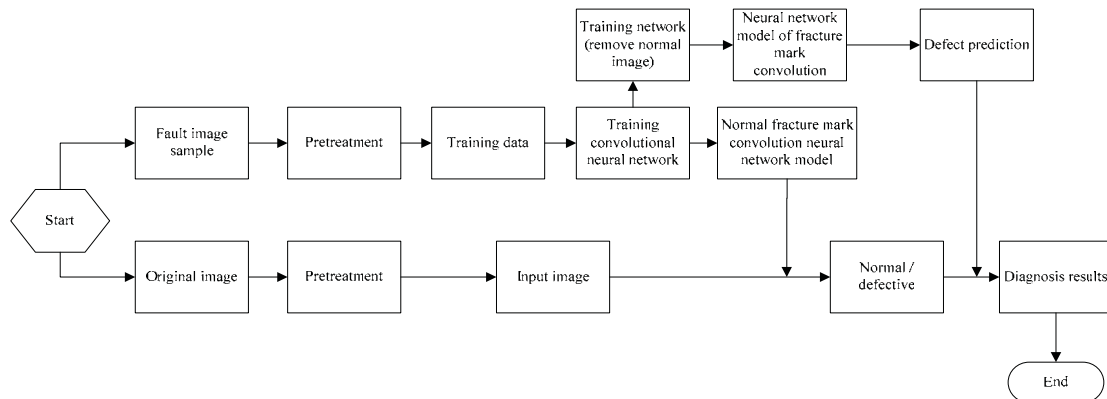 Training network
(remove normal
image)
Neural network
model of fracture
mark
convolution
Defect prediction
Fault image
sample
Pretreatment
Training data
Training
convolutional
neural network
Normal fracture mark
convolution neural
network model
Start
Original image
Pretreatment
Input image
Normal /
defective
Diagnosis results
End